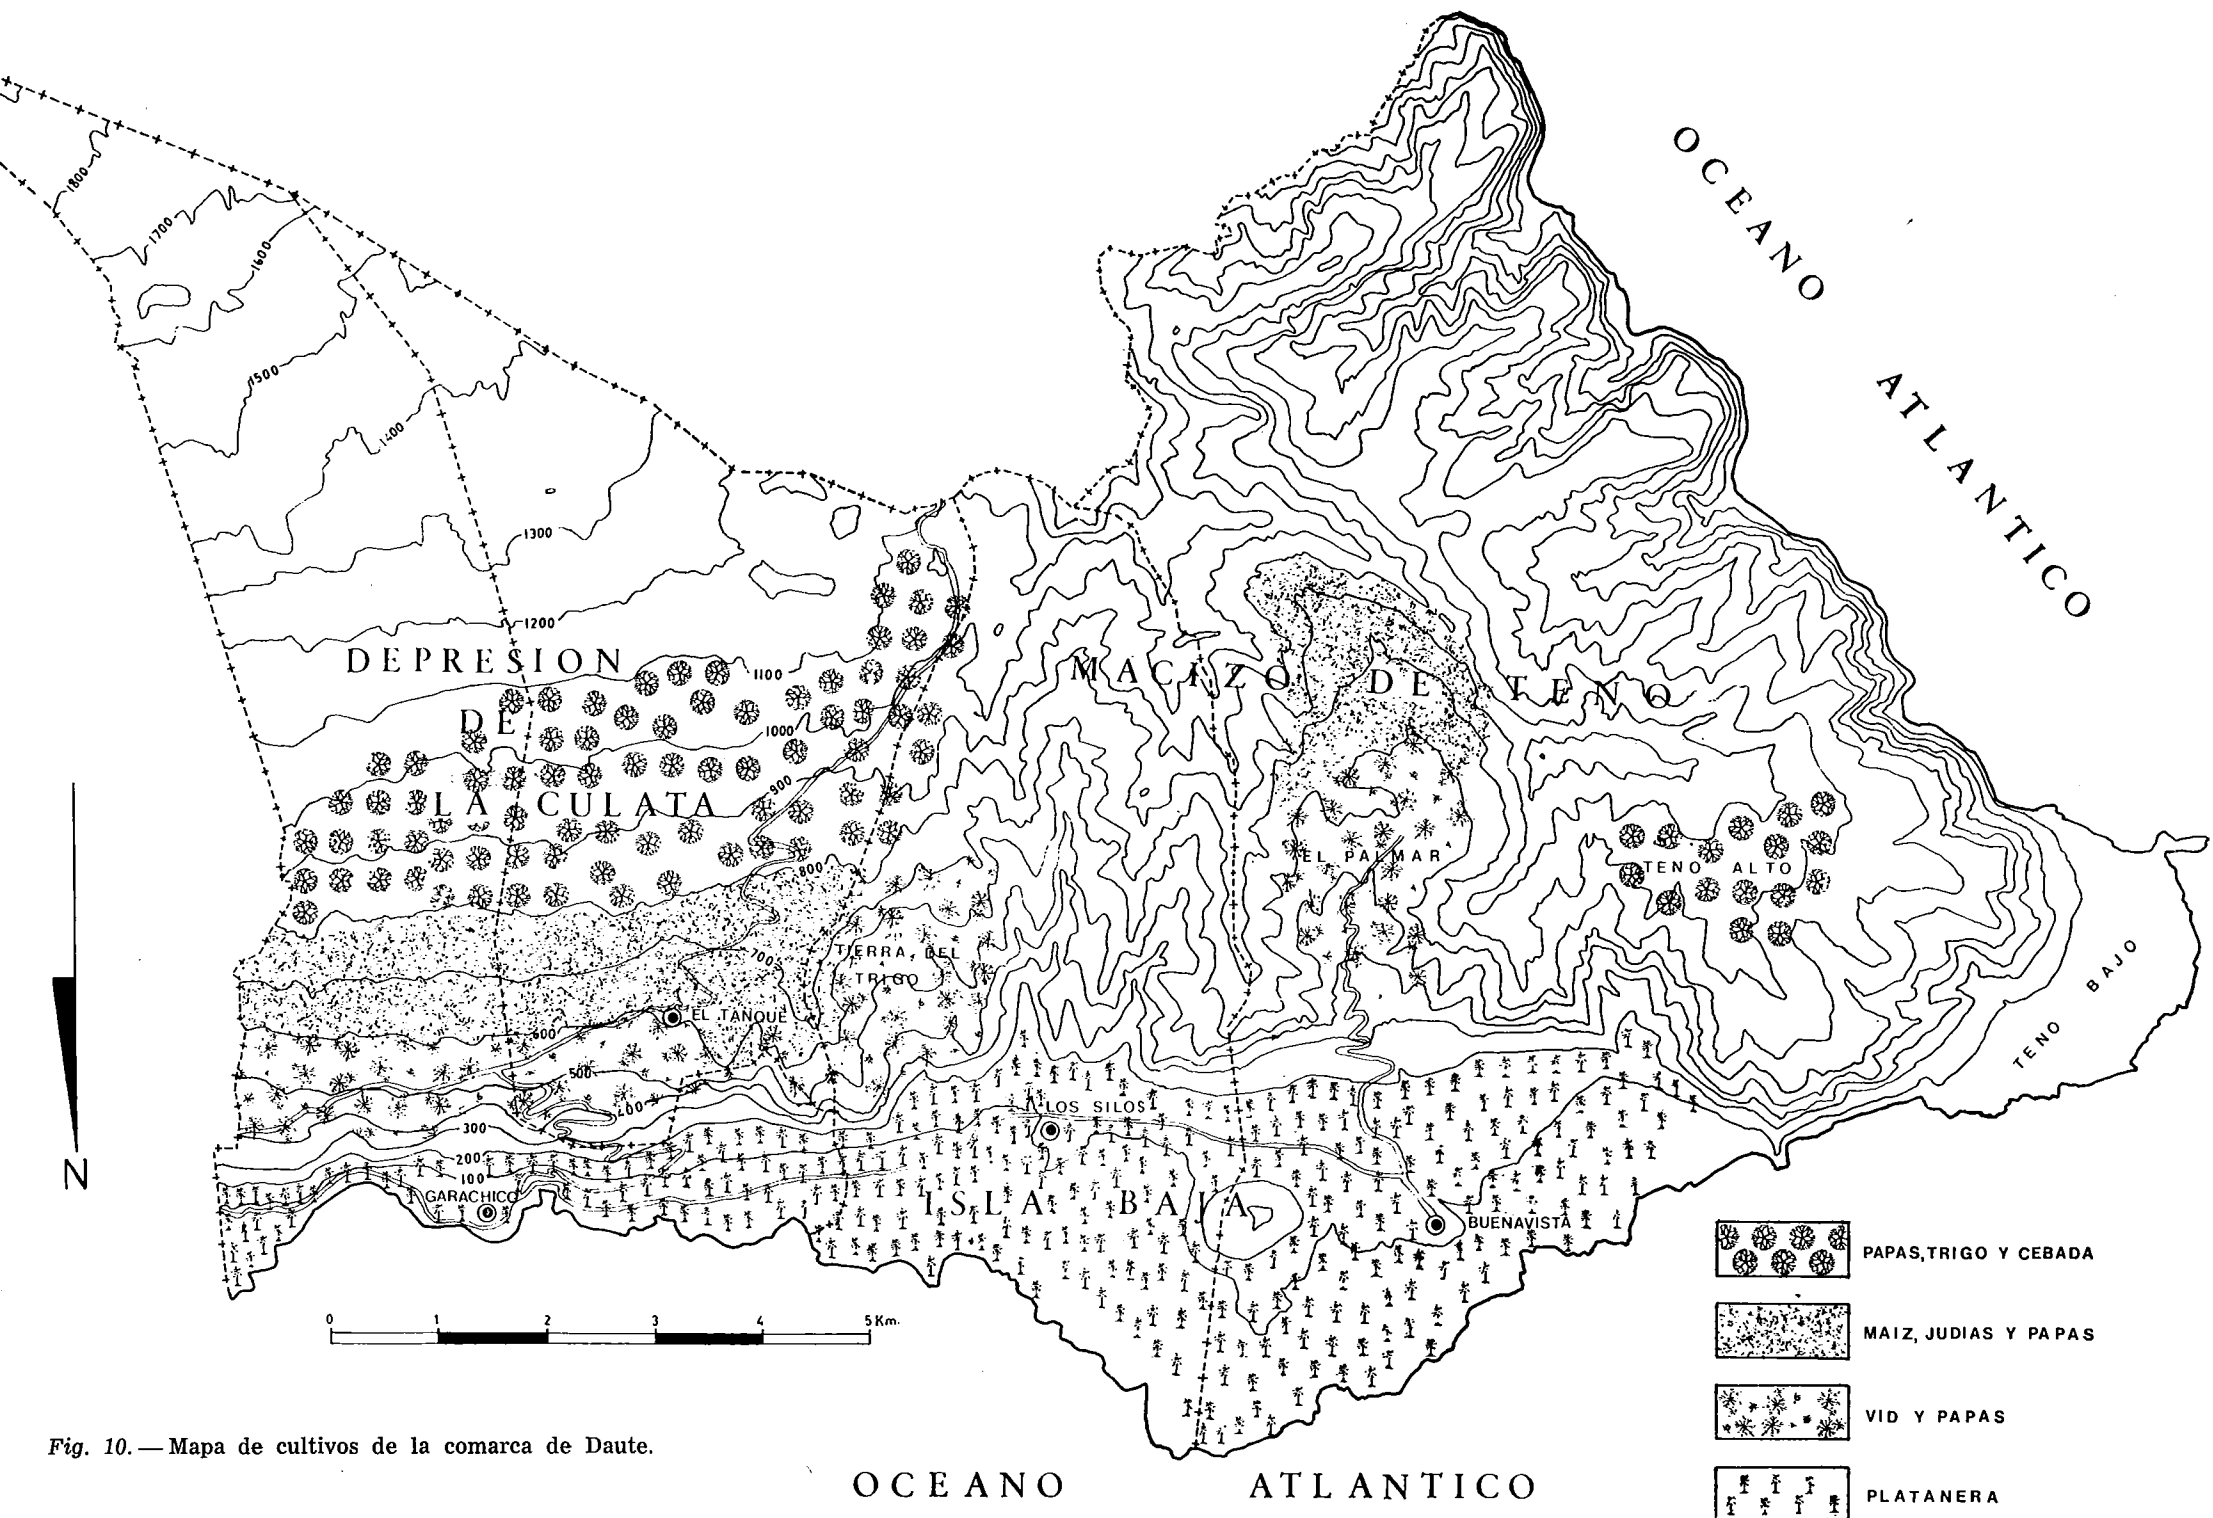 OCEANO ATLANTICO
1800
1700
1600
1500
1400
1300
1200
DEPRESION
1100
MACIZO DE TENO
DE
1000
900
LA CULATA
800
EL PALMAR
TENO ALTO
TIERRA DEL
TRIGO
700
TENO BAJO
EL TANQUE
600
500
400
LOS SILOS
300
200
100
GARACHICO
ISLA BAJA
BUENAVISTA
N
0 1 2 3 4 5 Km.
PAPAS, TRIGO Y CEBADA
MAIZ, JUDIAS Y PAPAS
VID Y PAPAS
PLATANERA
Fig. 10. — Mapa de cultivos de la comarca de Daute.
OCEANO ATLANTICO